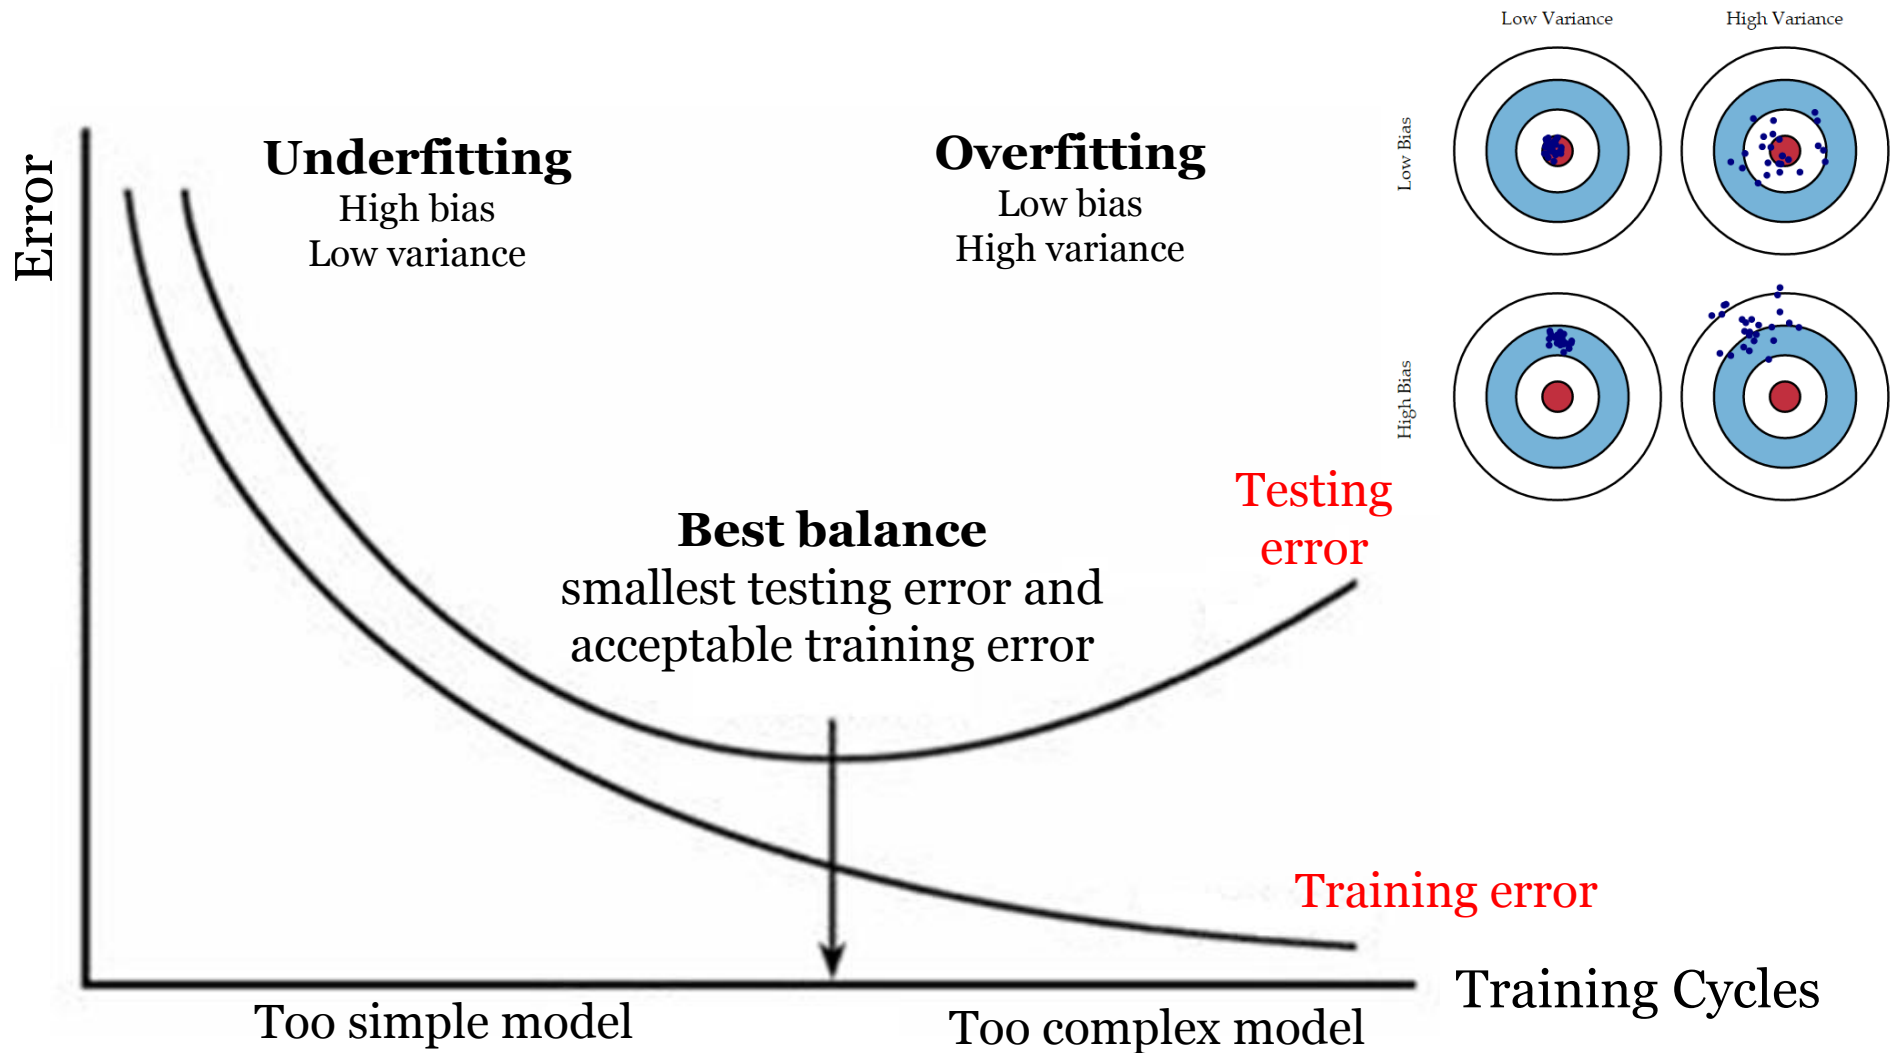 Low Variance
High Variance
Low Bias
High Bias
Error
Underfitting
High bias
Low variance
Overfitting
Low bias
High variance
Best balance
smallest testing error and
acceptable training error
Testing
error
Training error
Training Cycles
Too simple model
Too complex model